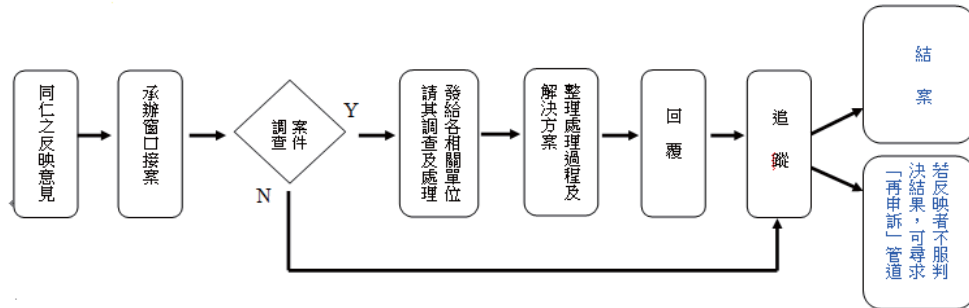 同仁之反映意見
承辦窗口接案
案件
調查
Y
N
發給各相關單位
請其調查及處理
整理處理過程及
解決方案
回覆
追蹤
結案
若反映者不服判
決結果，可尋求
「再申訴」管道